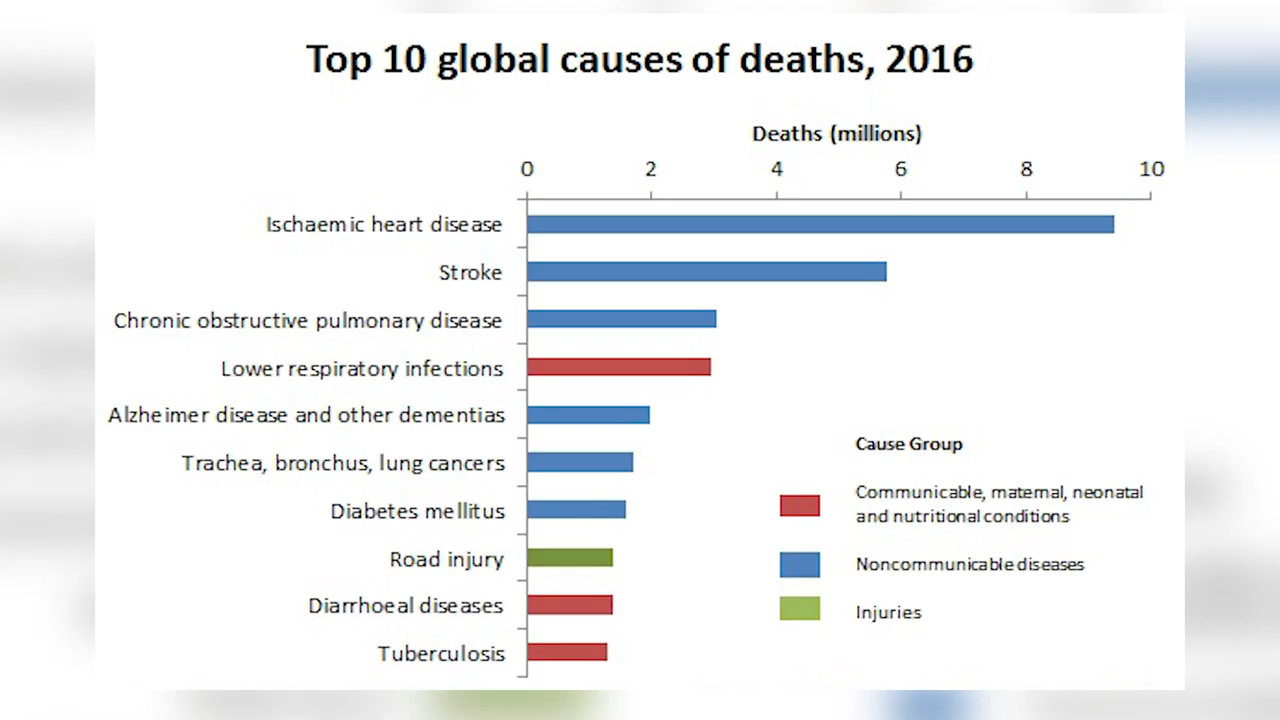 Top 10 global causes of deaths, 2016
Deaths (millions)
0 2 4 6 8 10
Ischaemic heart disease
Stroke
Chronic obstructive pulmonary disease
Lower respiratory infections
Alzheimer disease and other dementias
Trachea, bronchus, lung cancers
Diabetes mellitus
Road injury
Diarrhoeal diseases
Tuberculosis
Cause Group
Communicable, maternal, neonatal
and nutritional conditions
Noncommunicable diseases
Injuries